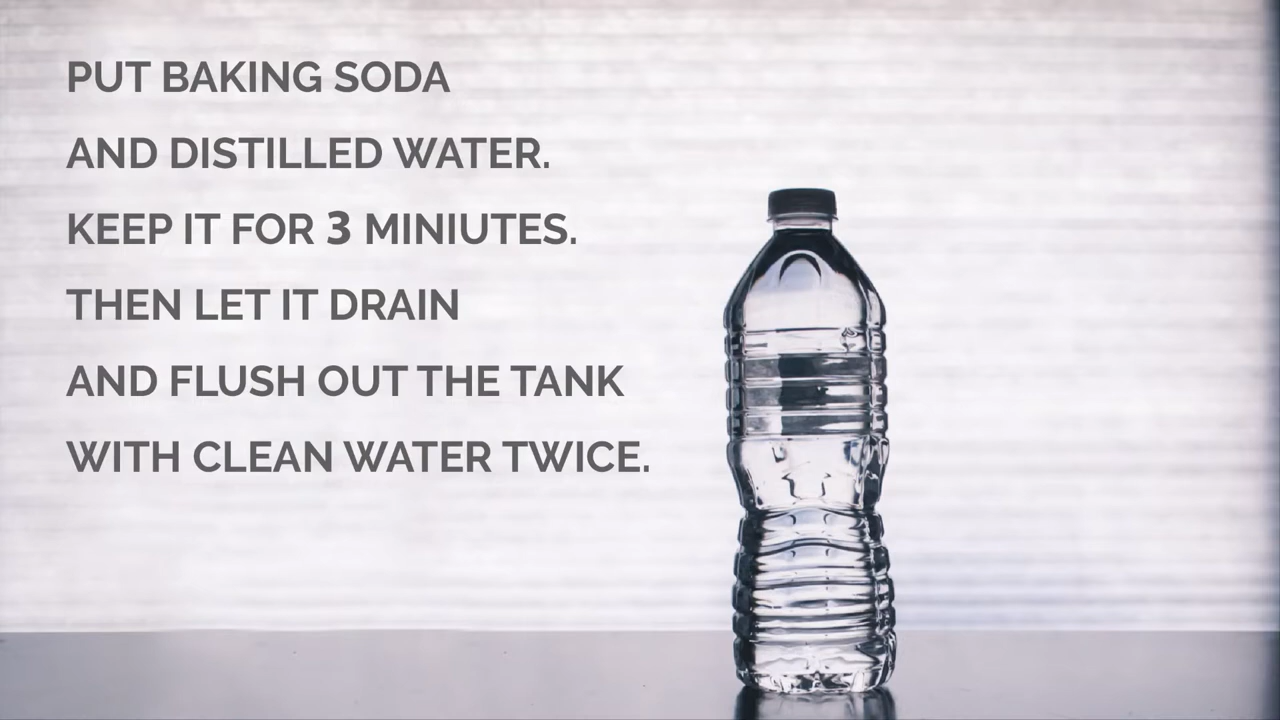 PUT BAKING SODA
AND DISTILLED WATER.
KEEP IT FOR 3 MINIUTES.
THEN LET IT DRAIN
AND FLUSH OUT THE TANK
WITH CLEAN WATER TWICE.